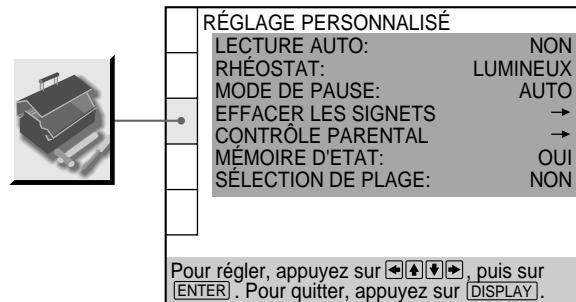 RÉGLAGE PERSONNALISÉ
LECTURE AUTO: NON
RHÉOSTAT: LUMINEUX
MODE DE PAUSE: AUTO
EFFACER LES SIGNETS →
CONTRÔLE PARENTAL →
MÉMOIRE D'ETAT: OUI
SÉLECTION DE PLAGE: NON
Pour régler, appuyez sur ←↑↓→, puis sur
ENTER. Pour quitter, appuyez sur DISPLAY.